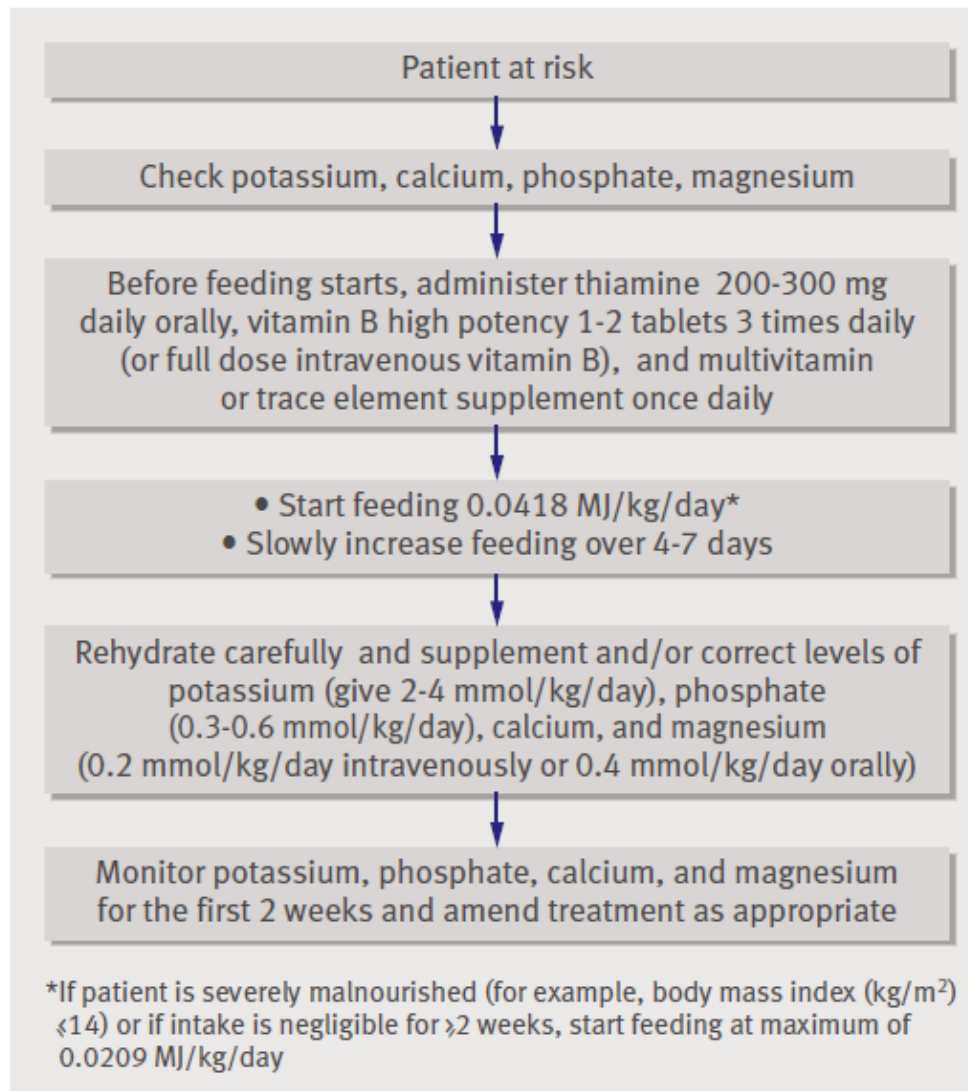 Patient at risk
Check potassium, calcium, phosphate, magnesium
Before feeding starts, administer thiamine 200-300 mg
daily orally, vitamin B high potency 1-2 tablets 3 times daily
(or full dose intravenous vitamin B), and multivitamin
or trace element supplement once daily
• Start feeding 0.0418 MJ/kg/day*
• Slowly increase feeding over 4-7 days
Rehydrate carefully and supplement and/or correct levels of
potassium (give 2-4 mmol/kg/day), phosphate
(0.3-0.6 mmol/kg/day), calcium, and magnesium
(0.2 mmol/kg/day intravenously or 0.4 mmol/kg/day orally)
Monitor potassium, phosphate, calcium, and magnesium
for the first 2 weeks and amend treatment as appropriate
*If patient is severely malnourished (for example, body mass index (kg/m²)
⩽14) or if intake is negligible for ⩾2 weeks, start feeding at maximum of
0.0209 MJ/kg/day